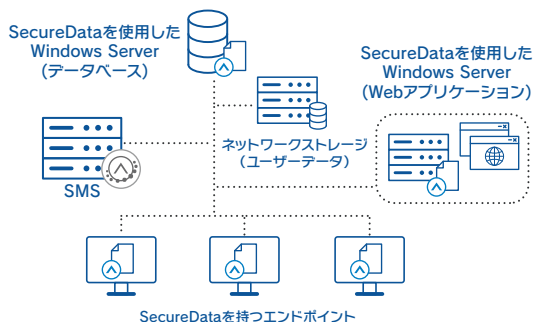 SecureDataを使用した
Windows Server
(データベース)
SecureDataを使用した
Windows Server
(Webアプリケーション)
ネットワークストレージ
(ユーザーデータ)
SMS
SecureDataを持つエンドポイント